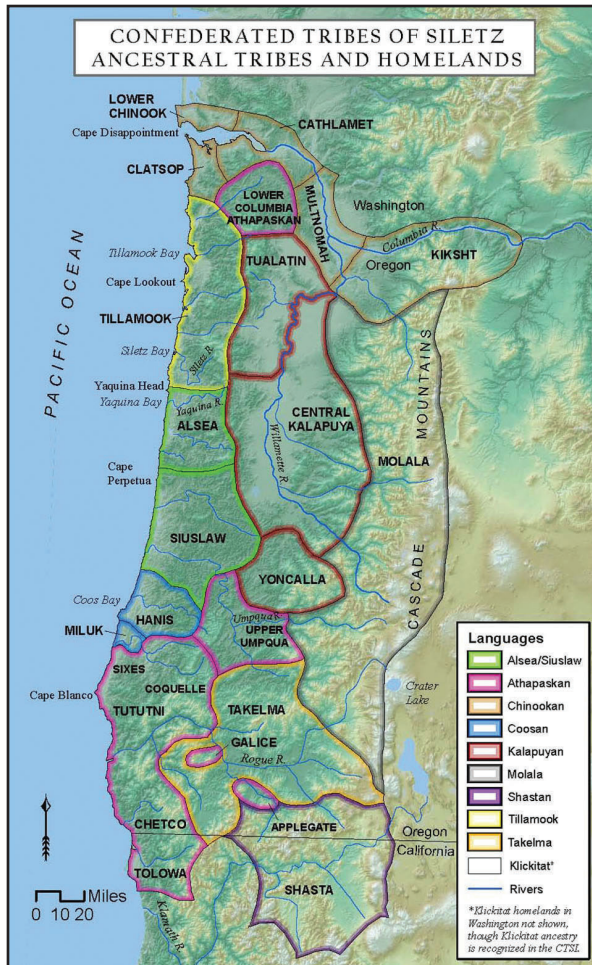 CONFEDERATED TRIBES OF SILETZ
ANCESTRAL TRIBES AND HOMELANDS
LOWER
CHINOOK
Cape Disappointment
CATHLAMET
CLATSOP
LOWER
COLUMBIA
ATHAPASKAN
MULTNOMAH
Washington
Columbia R.
Oregon
KIKSHT
Tillamook Bay
TUALATIN
Cape Lookout
TILLAMOOK
Siletz Bay
Siletz R.
PACIFIC OCEAN
Yaquina Head
Yaquina Bay
Yaquina R.
ALSEA
CENTRAL
KALAPUYA
Willamette R.
MOLALA
CASCADE MOUNTAINS
Cape
Perpetua
SIUSLAW
YONCALLA
Coos Bay
HANIS
MILUK
Umpqua R.
UPPER
UMPQUA
SIXES
COQUELLE
Cape Blanco
TUTUTNI
TAKELMA
Crater
Lake
GALICE
Rogue R.
CHETCO
APPLEGATE
Oregon
California
TOLOWA
SHASTA
Klamath R.
Miles
0 10 20
Languages
Alsea/Siuslaw
Athapaskan
Chinookan
Coosan
Kalapuyan
Molala
Shastan
Tillamook
Takelma
Klickitat*
Rivers
*Klickitat homelands in
Washington not shown,
though Klickitat ancestry
is recognized in the CTSI.